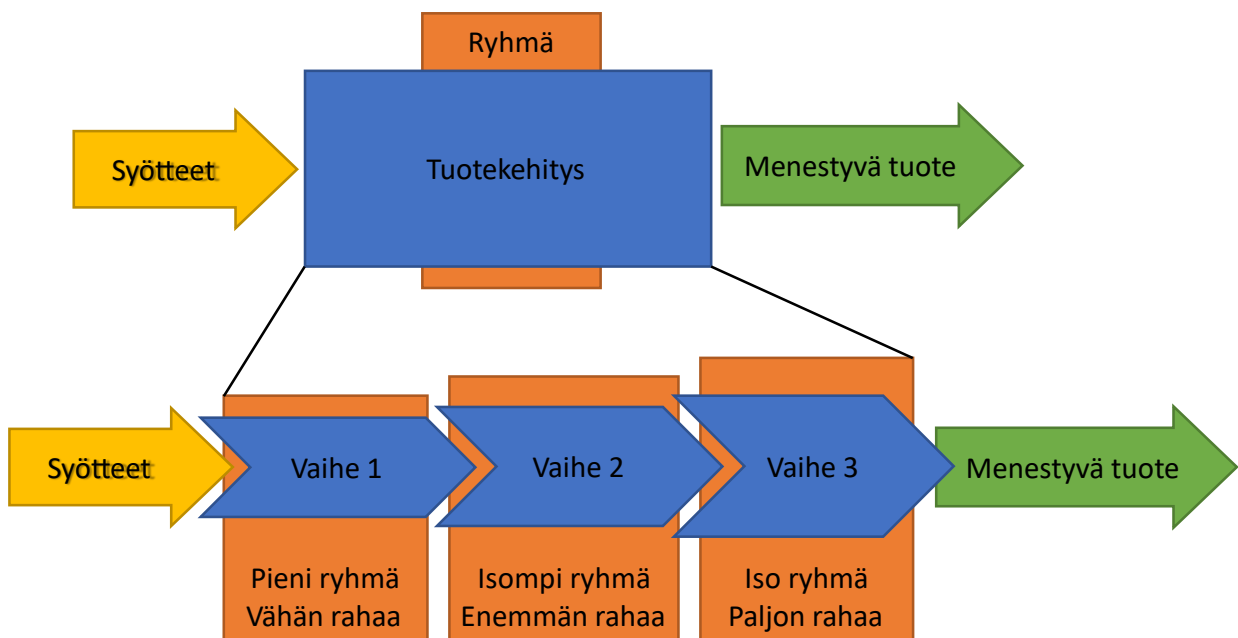 Ryhmä
Syötteet
Tuotekehitys
Menestyvä tuote
Syötteet
Vaihe 1
Vaihe 2
Vaihe 3
Menestyvä tuote
Pieni ryhmä
Vähän rahaa
Isompi ryhmä
Enemmän rahaa
Iso ryhmä
Paljon rahaa